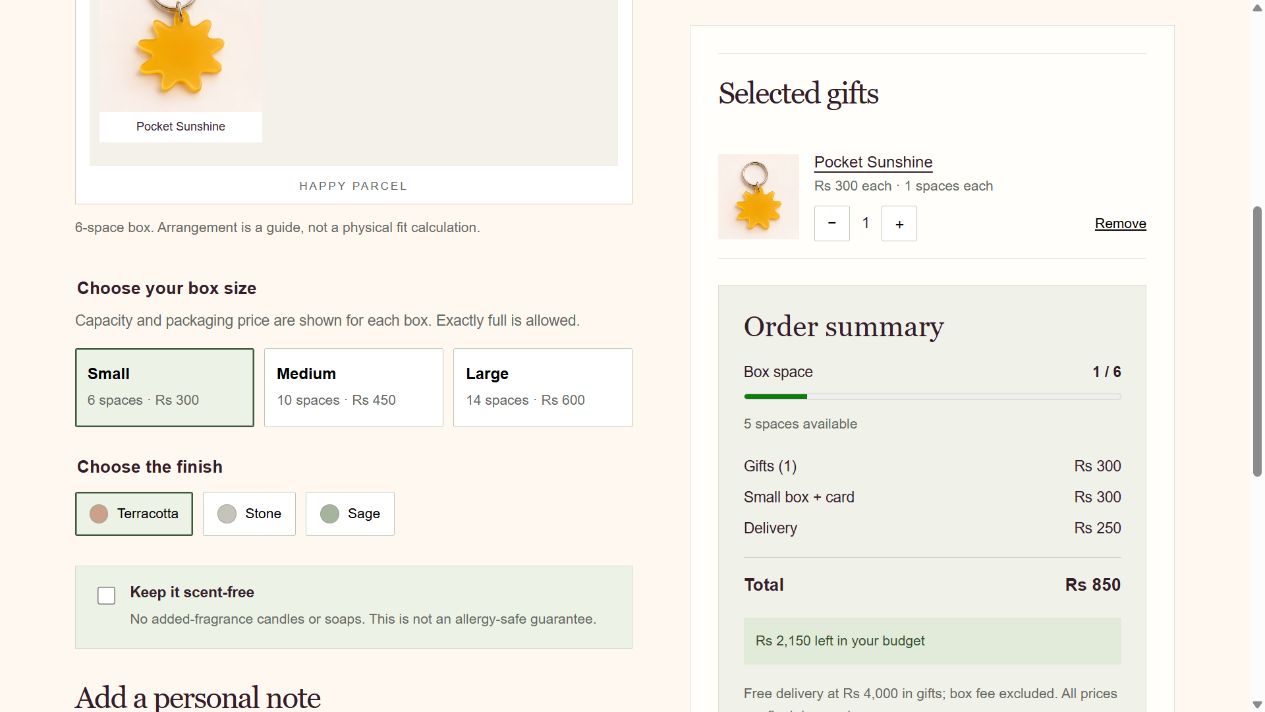 Pocket Sunshine
HAPPY PARCEL
6-space box. Arrangement is a guide, not a physical fit calculation.
Choose your box size
Capacity and packaging price are shown for each box. Exactly full is allowed.
Small
6 spaces · Rs 300
Medium
10 spaces · Rs 450
Large
14 spaces · Rs 600
Choose the finish
Terracotta
Stone
Sage
Keep it scent-free
No added-fragrance candles or soaps. This is not an allergy-safe guarantee.
Add a personal note
Selected gifts
Pocket Sunshine
Rs 300 each · 1 spaces each
− 1 +
Remove
Order summary
Box space 1 / 6
5 spaces available
Gifts (1) Rs 300
Small box + card Rs 300
Delivery Rs 250
Total Rs 850
Rs 2,150 left in your budget
Free delivery at Rs 4,000 in gifts; box fee excluded. All prices